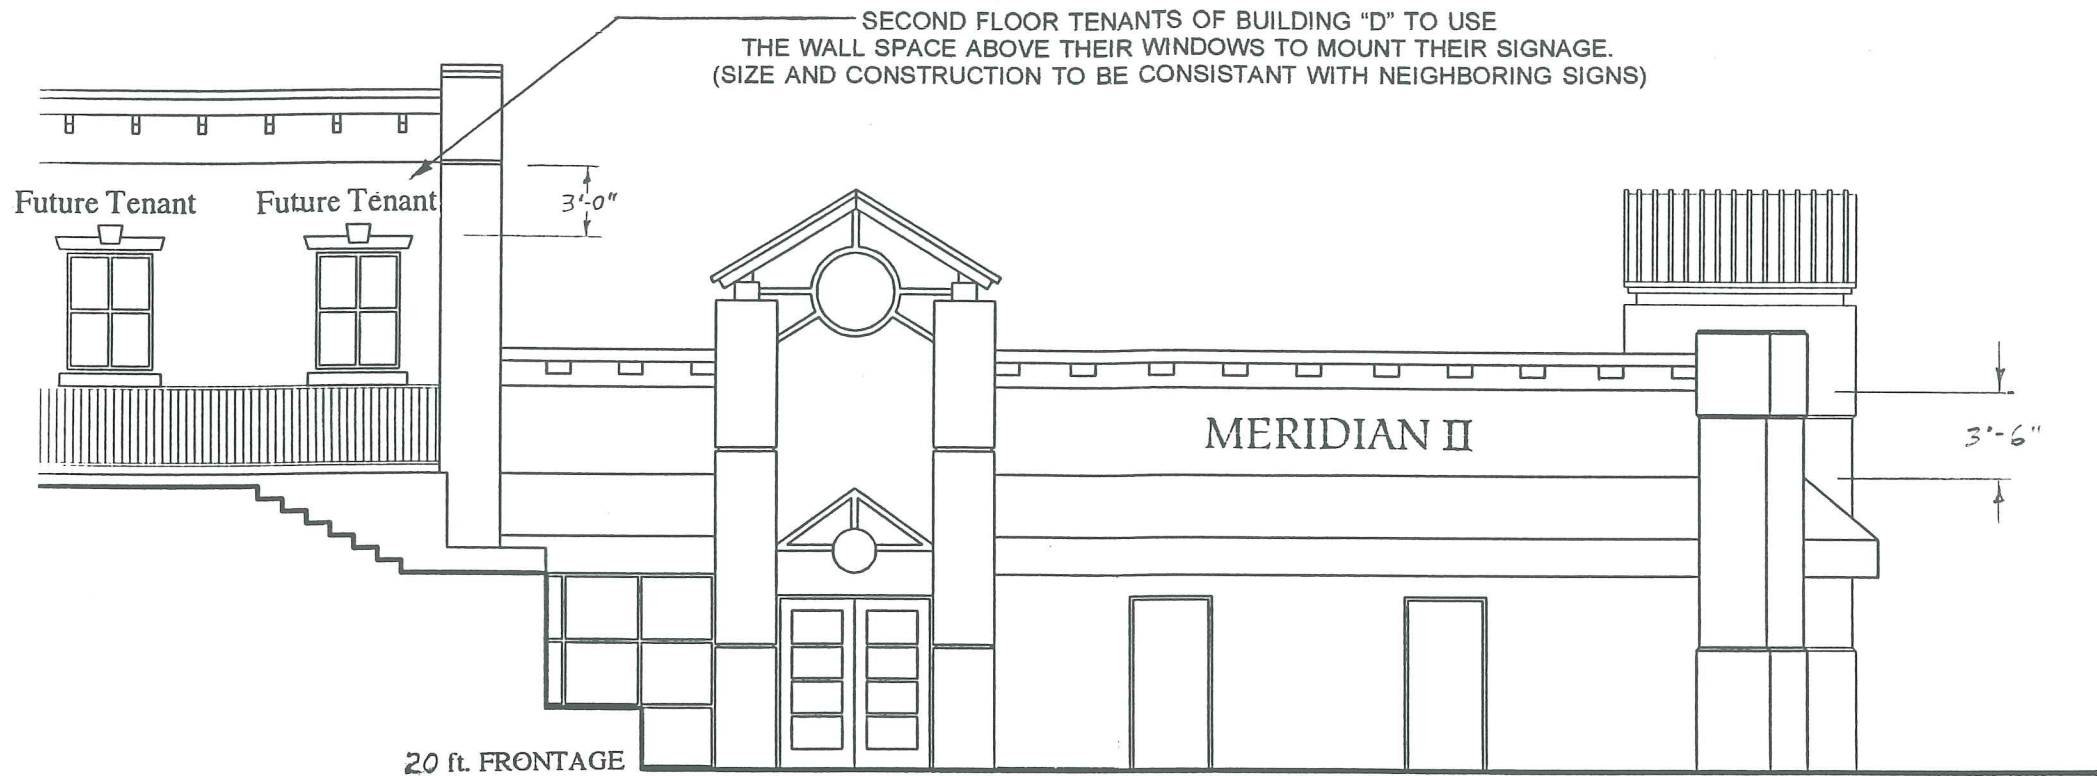 SECOND FLOOR TENANTS OF BUILDING “D” TO USE
THE WALL SPACE ABOVE THEIR WINDOWS TO MOUNT THEIR SIGNAGE.
(SIZE AND CONSTRUCTION TO BE CONSISTANT WITH NEIGHBORING SIGNS)
Future Tenant
Future Tenant
3'-0"
MERIDIAN II
3'-6"
20 ft. FRONTAGE